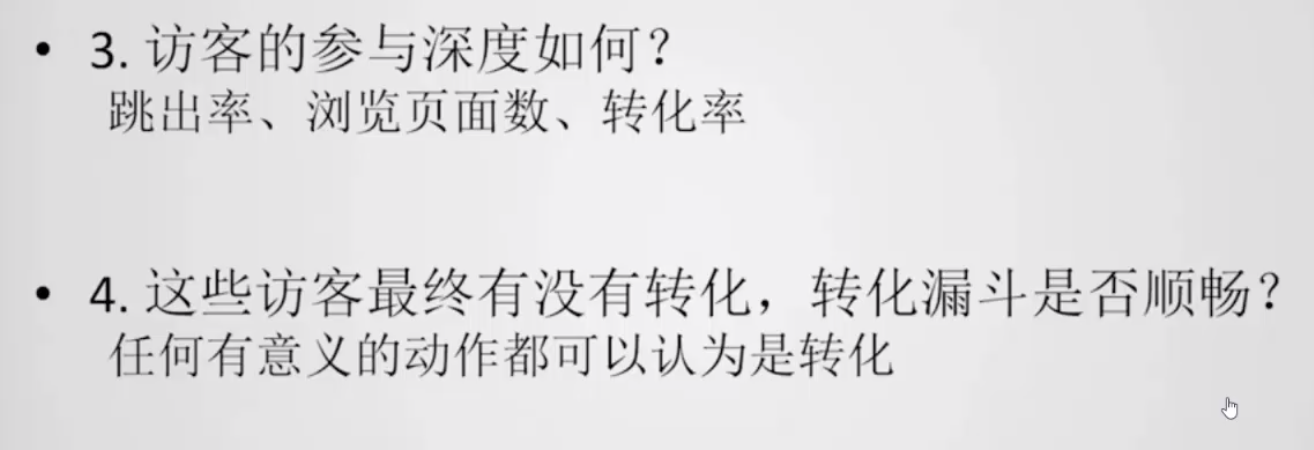 • 3. 访客的参与深度如何？
跳出率、浏览页面数、转化率
• 4. 这些访客最终有没有转化，转化漏斗是否顺畅？
任何有意义的动作都可以认为是转化